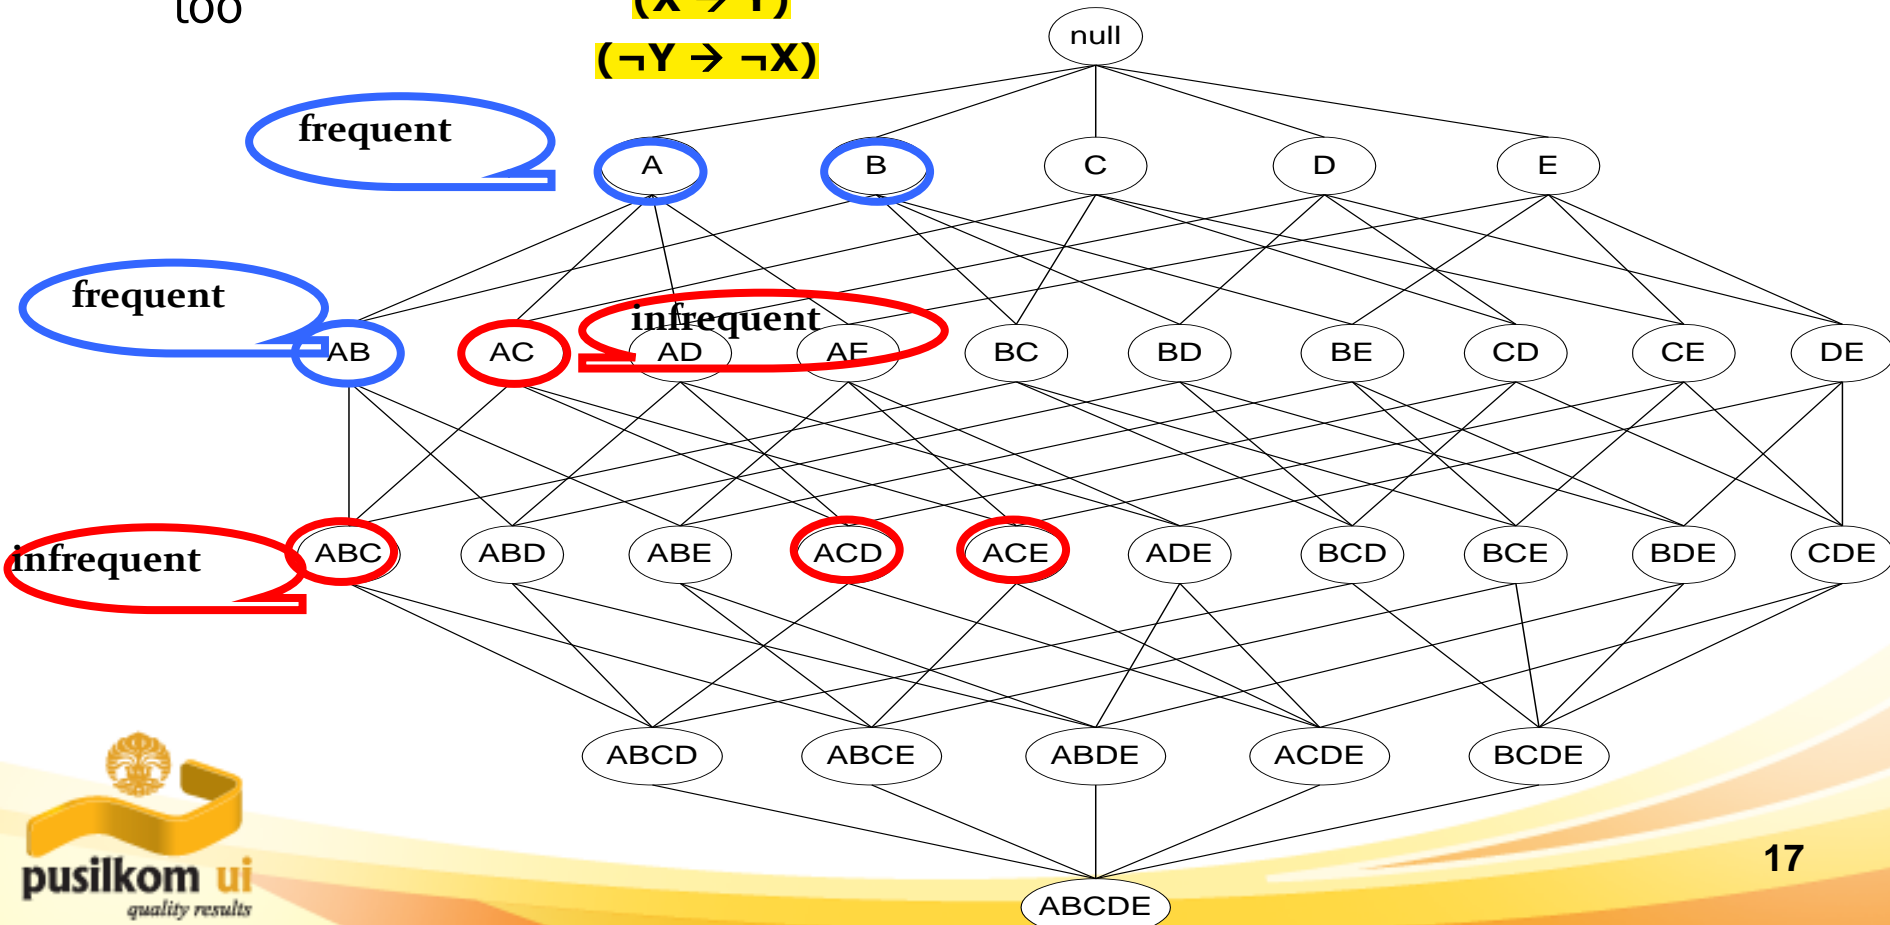 too
(X → Y)
(¬Y → ¬X)
null
frequent
A B C D E
frequent
infrequent
AB AC AD AE BC BD BE CD CE DE
infrequent
ABC ABD ABE ACD ACE ADE BCD BCE BDE CDE
ABCD ABCE ABDE ACDE BCDE
pusilkom ui
quality results
17
ABCDE